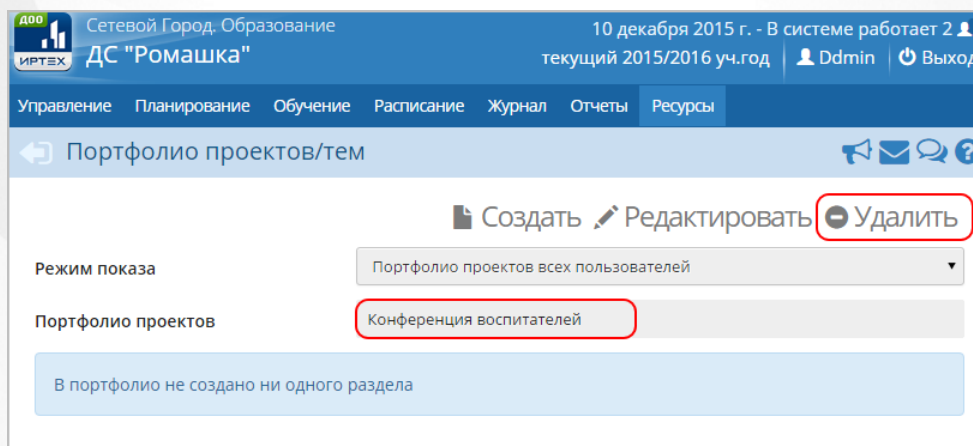 ДОО
ИРТЕХ
Сетевой Город. Образование
ДС "Ромашка"
10 декабря 2015 г. - В системе работает 2
текущий 2015/2016 уч.год Ddmin Выход
Управление Планирование Обучение Расписание Журнал Отчеты Ресурсы
Портфолио проектов/тем
Создать Редактировать Удалить
Режим показа Портфолио проектов всех пользователей
Портфолио проектов Конференция воспитателей
В портфолио не создано ни одного раздела